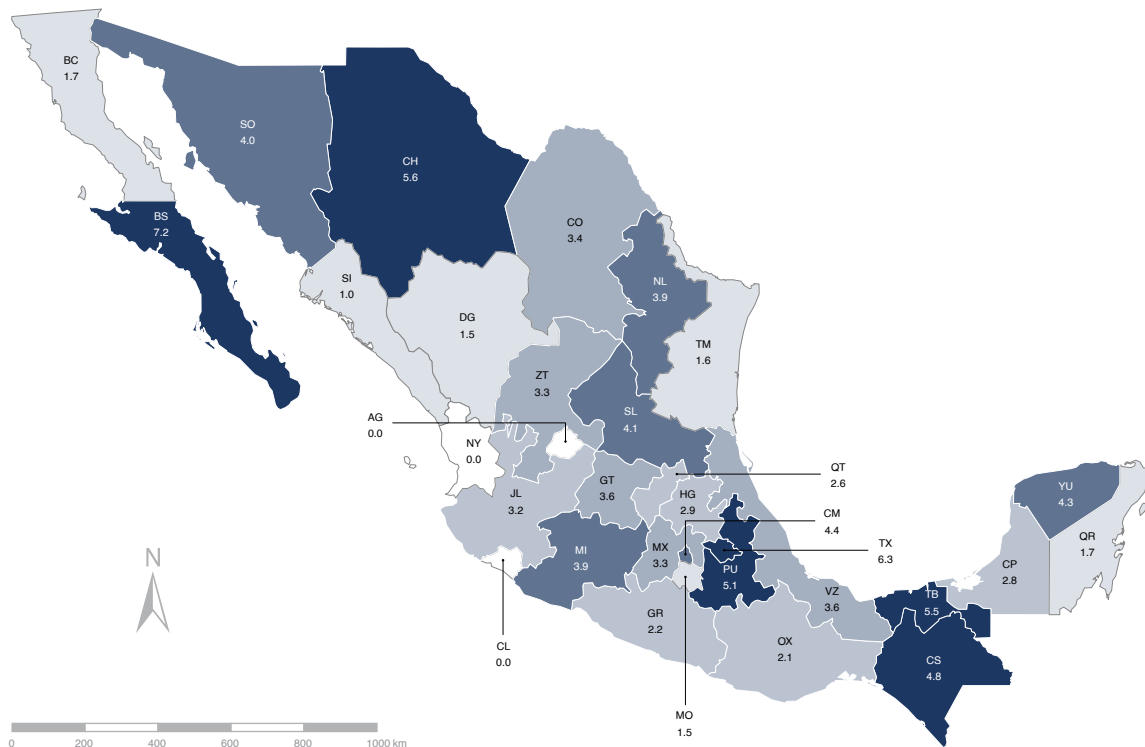 BC
1.7
SO
4.0
CH
5.6
BS
7.2
CO
3.4
SI
1.0
NL
3.9
DG
1.5
TM
1.6
ZT
3.3
SL
4.1
AG
0.0
NY
0.0
QT
2.6
GT
3.6
JL
3.2
HG
2.9
YU
4.3
CM
4.4
QR
1.7
TX
6.3
MI
3.9
MX
3.3
PU
5.1
CP
2.8
VZ
3.6
TB
5.5
GR
2.2
OX
2.1
CS
4.8
CL
0.0
MO
1.5
N
0 200 400 600 800 1000 km